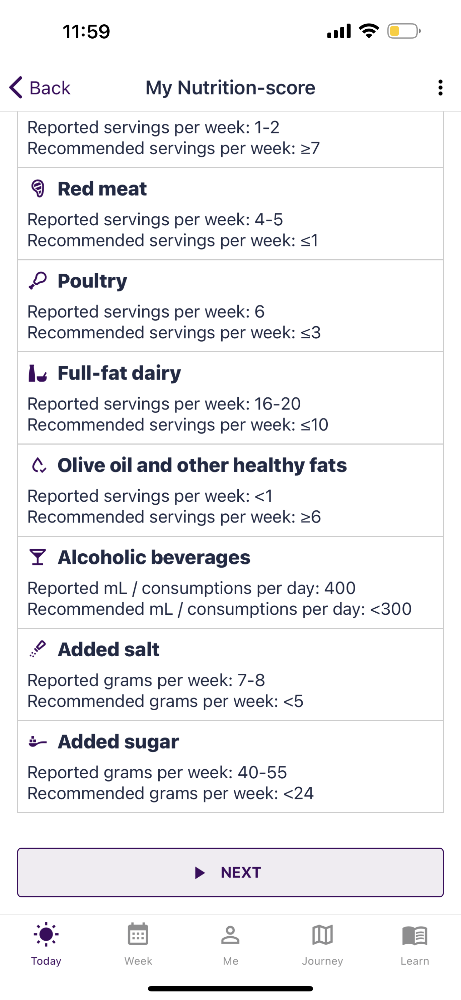 11:59
Back
My Nutrition-score
Reported servings per week: 1-2
Recommended servings per week: ≥7
Red meat
Reported servings per week: 4-5
Recommended servings per week: ≤1
Poultry
Reported servings per week: 6
Recommended servings per week: ≤3
Full-fat dairy
Reported servings per week: 16-20
Recommended servings per week: ≤10
Olive oil and other healthy fats
Reported servings per week: <1
Recommended servings per week: ≥6
Alcoholic beverages
Reported mL / consumptions per day: 400
Recommended mL / consumptions per day: <300
Added salt
Reported grams per week: 7-8
Recommended grams per week: <5
Added sugar
Reported grams per week: 40-55
Recommended grams per week: <24
NEXT
Today
Week
Me
Journey
Learn